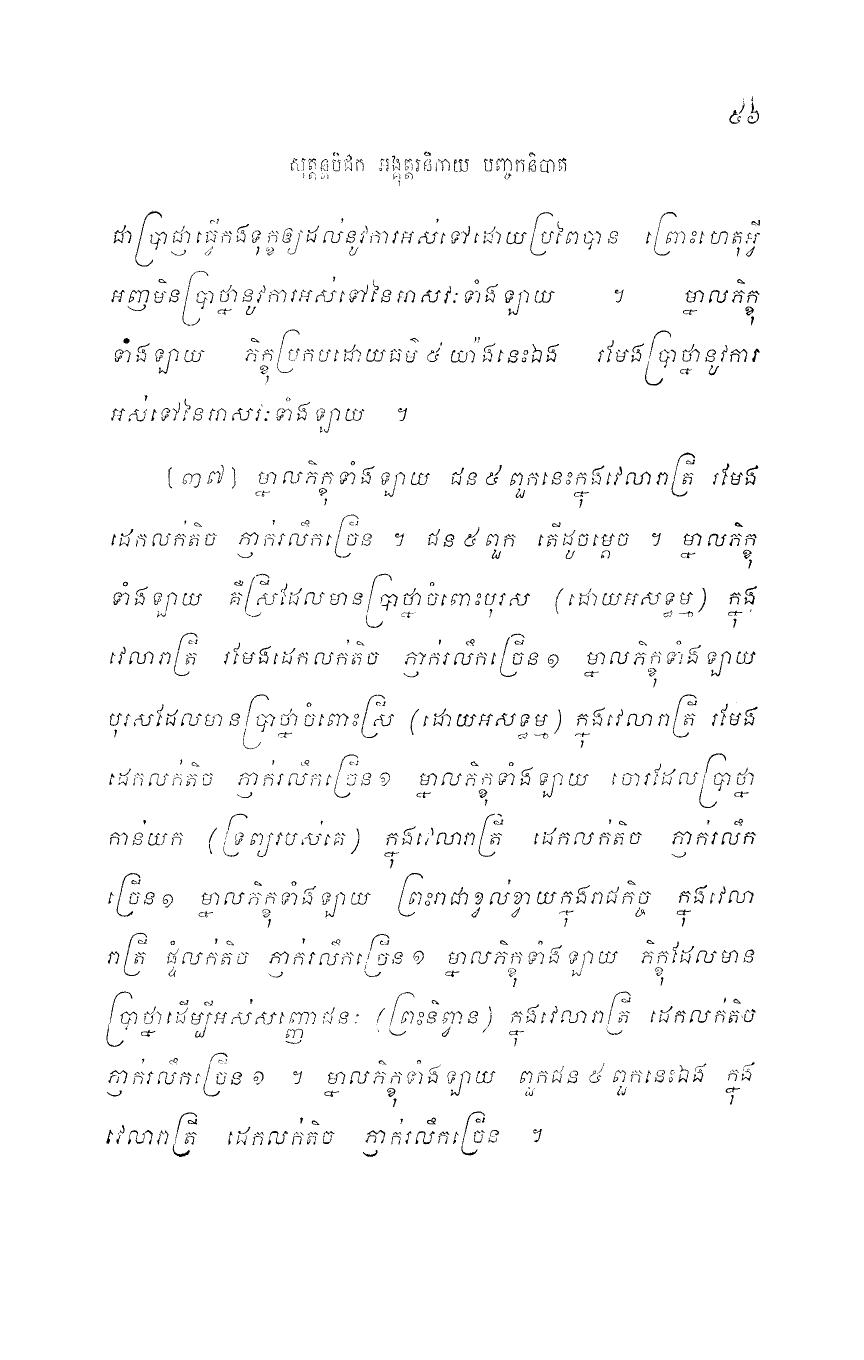 ៥៦
សុត្តន្តបិដក អង្គុត្តរនិកាយ បញ្ចកនិបាត
ជាប្រាជ្ញាធ្វើកងទុក្ខឲ្យដល់នូវការអស់ទៅដោយប្រពៃបាន ព្រោះហេតុអ្វី
អញមិនប្រាថ្នានូវការអស់ទៅនៃអាសវៈទាំងឡាយ ។ ម្នាលភិក្ខុ
ទាំងឡាយ ភិក្ខុប្រកបដោយធម៌ ៥ យ៉ាងនេះឯង រមែងប្រាថ្នានូវការ
អស់ទៅនៃអាសវៈទាំងឡាយ ។
[៣៧] ម្នាលភិក្ខុទាំងឡាយ ជន ៥ ពួកនេះក្នុងវេលារាត្រី រមែង
ដេកលក់តិច ភ្ញាក់រលឹកច្រើន ។ ជន ៥ ពួក តើដូចម្តេច ។ ម្នាលភិក្ខុ
ទាំងឡាយ គឺស្រីដែលមានប្រាថ្នាចំពោះបុរស (ដោយអសទ្ធម្ម) ក្នុង
វេលារាត្រី រមែងដេកលក់តិច ភ្ញាក់រលឹកច្រើន ១ ម្នាលភិក្ខុទាំងឡាយ
បុរសដែលមានប្រាថ្នាចំពោះស្រី (ដោយអសទ្ធម្ម) ក្នុងវេលារាត្រី រមែង
ដេកលក់តិច ភ្ញាក់រលឹកច្រើន ១ ម្នាលភិក្ខុទាំងឡាយ ចោរដែលប្រាថ្នា
កាន់យក (ទ្រព្យរបស់គេ) ក្នុងវេលារាត្រី ដេកលក់តិច ភ្ញាក់រលឹក
ច្រើន ១ ម្នាលភិក្ខុទាំងឡាយ ព្រះរាជាខ្វល់ខ្វាយក្នុងរាជកិច្ច ក្នុងវេលា
រាត្រី ផ្ទំលក់តិច ភ្ញាក់រលឹកច្រើន ១ ម្នាលភិក្ខុទាំងឡាយ ភិក្ខុដែលមាន
ប្រាថ្នាដើម្បីអស់សញ្ញោជនៈ (ព្រះនិព្វាន) ក្នុងវេលារាត្រី ដេកលក់តិច
ភ្ញាក់រលឹកច្រើន ១ ។ ម្នាលភិក្ខុទាំងឡាយ ពួកជន ៥ ពួកនេះឯង ក្នុង
វេលារាត្រី ដេកលក់តិច ភ្ញាក់រលឹកច្រើន ។